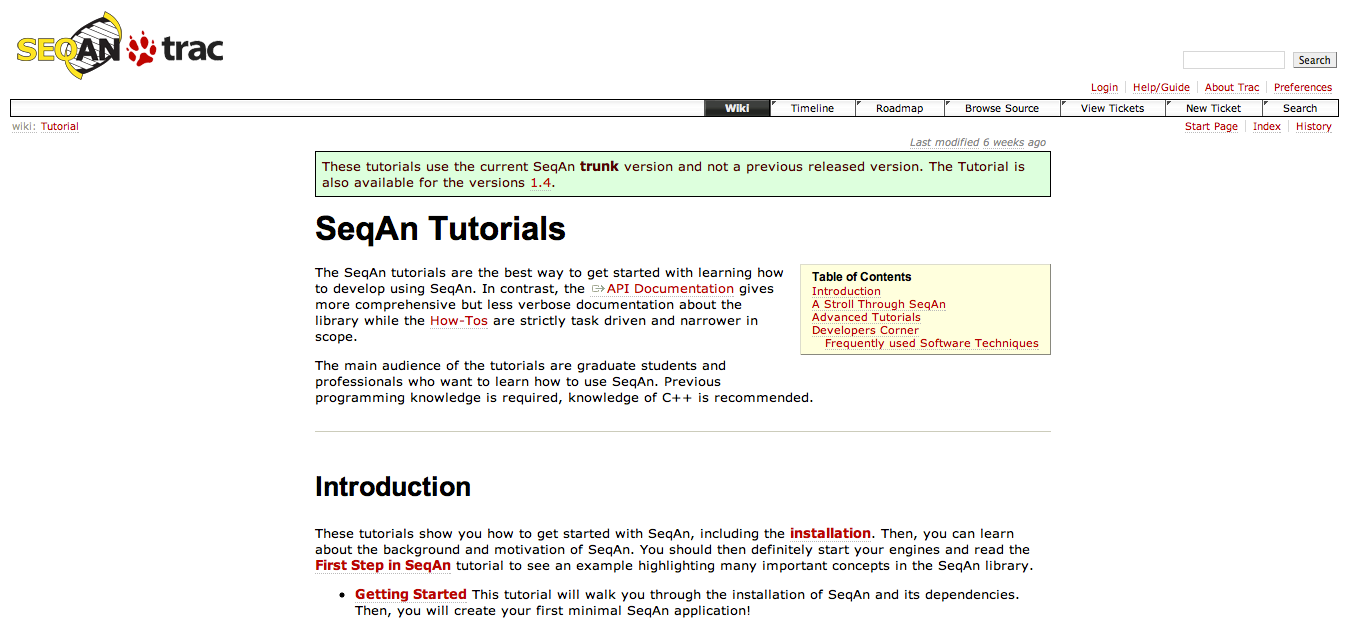 SEQAN trac
Search
Login Help/Guide About Trac Preferences
Wiki Timeline Roadmap Browse Source View Tickets New Ticket Search
wiki: Tutorial
Start Page Index History
Last modified 6 weeks ago
These tutorials use the current SeqAn trunk version and not a previous released version. The Tutorial is
also available for the versions 1.4.
SeqAn Tutorials
The SeqAn tutorials are the best way to get started with learning how
to develop using SeqAn. In contrast, the API Documentation gives
more comprehensive but less verbose documentation about the
library while the How-Tos are strictly task driven and narrower in
scope.
Table of Contents
Introduction
A Stroll Through SeqAn
Advanced Tutorials
Developers Corner
Frequently used Software Techniques
The main audience of the tutorials are graduate students and
professionals who want to learn how to use SeqAn. Previous
programming knowledge is required, knowledge of C++ is recommended.
Introduction
These tutorials show you how to get started with SeqAn, including the installation. Then, you can learn
about the background and motivation of SeqAn. You should then definitely start your engines and read the
First Step in SeqAn tutorial to see an example highlighting many important concepts in the SeqAn library.
• Getting Started This tutorial will walk you through the installation of SeqAn and its dependencies.
Then, you will create your first minimal SeqAn application!